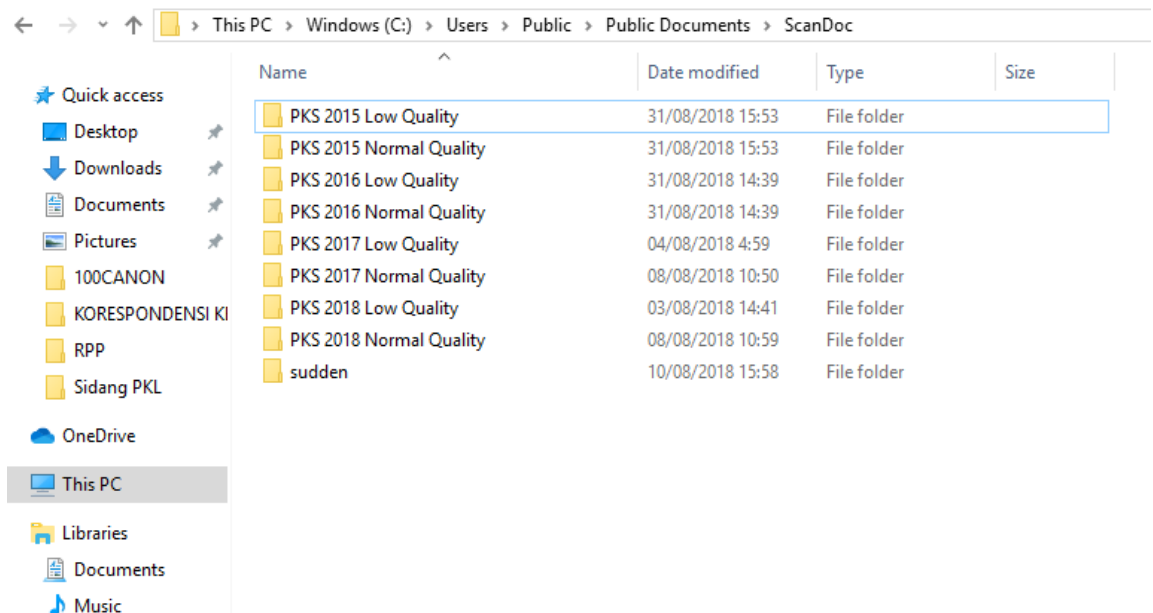 This PC > Windows (C:) > Users > Public > Public Documents > ScanDoc
Quick access
Desktop
Downloads
Documents
Pictures
100CANON
KORESPONDENSI KI
RPP
Sidang PKL
OneDrive
This PC
Libraries
Documents
Music
Name Date modified Type Size
PKS 2015 Low Quality 31/08/2018 15:53 File folder
PKS 2015 Normal Quality 31/08/2018 15:53 File folder
PKS 2016 Low Quality 31/08/2018 14:39 File folder
PKS 2016 Normal Quality 31/08/2018 14:39 File folder
PKS 2017 Low Quality 04/08/2018 4:59 File folder
PKS 2017 Normal Quality 08/08/2018 10:50 File folder
PKS 2018 Low Quality 03/08/2018 14:41 File folder
PKS 2018 Normal Quality 08/08/2018 10:59 File folder
sudden 10/08/2018 15:58 File folder